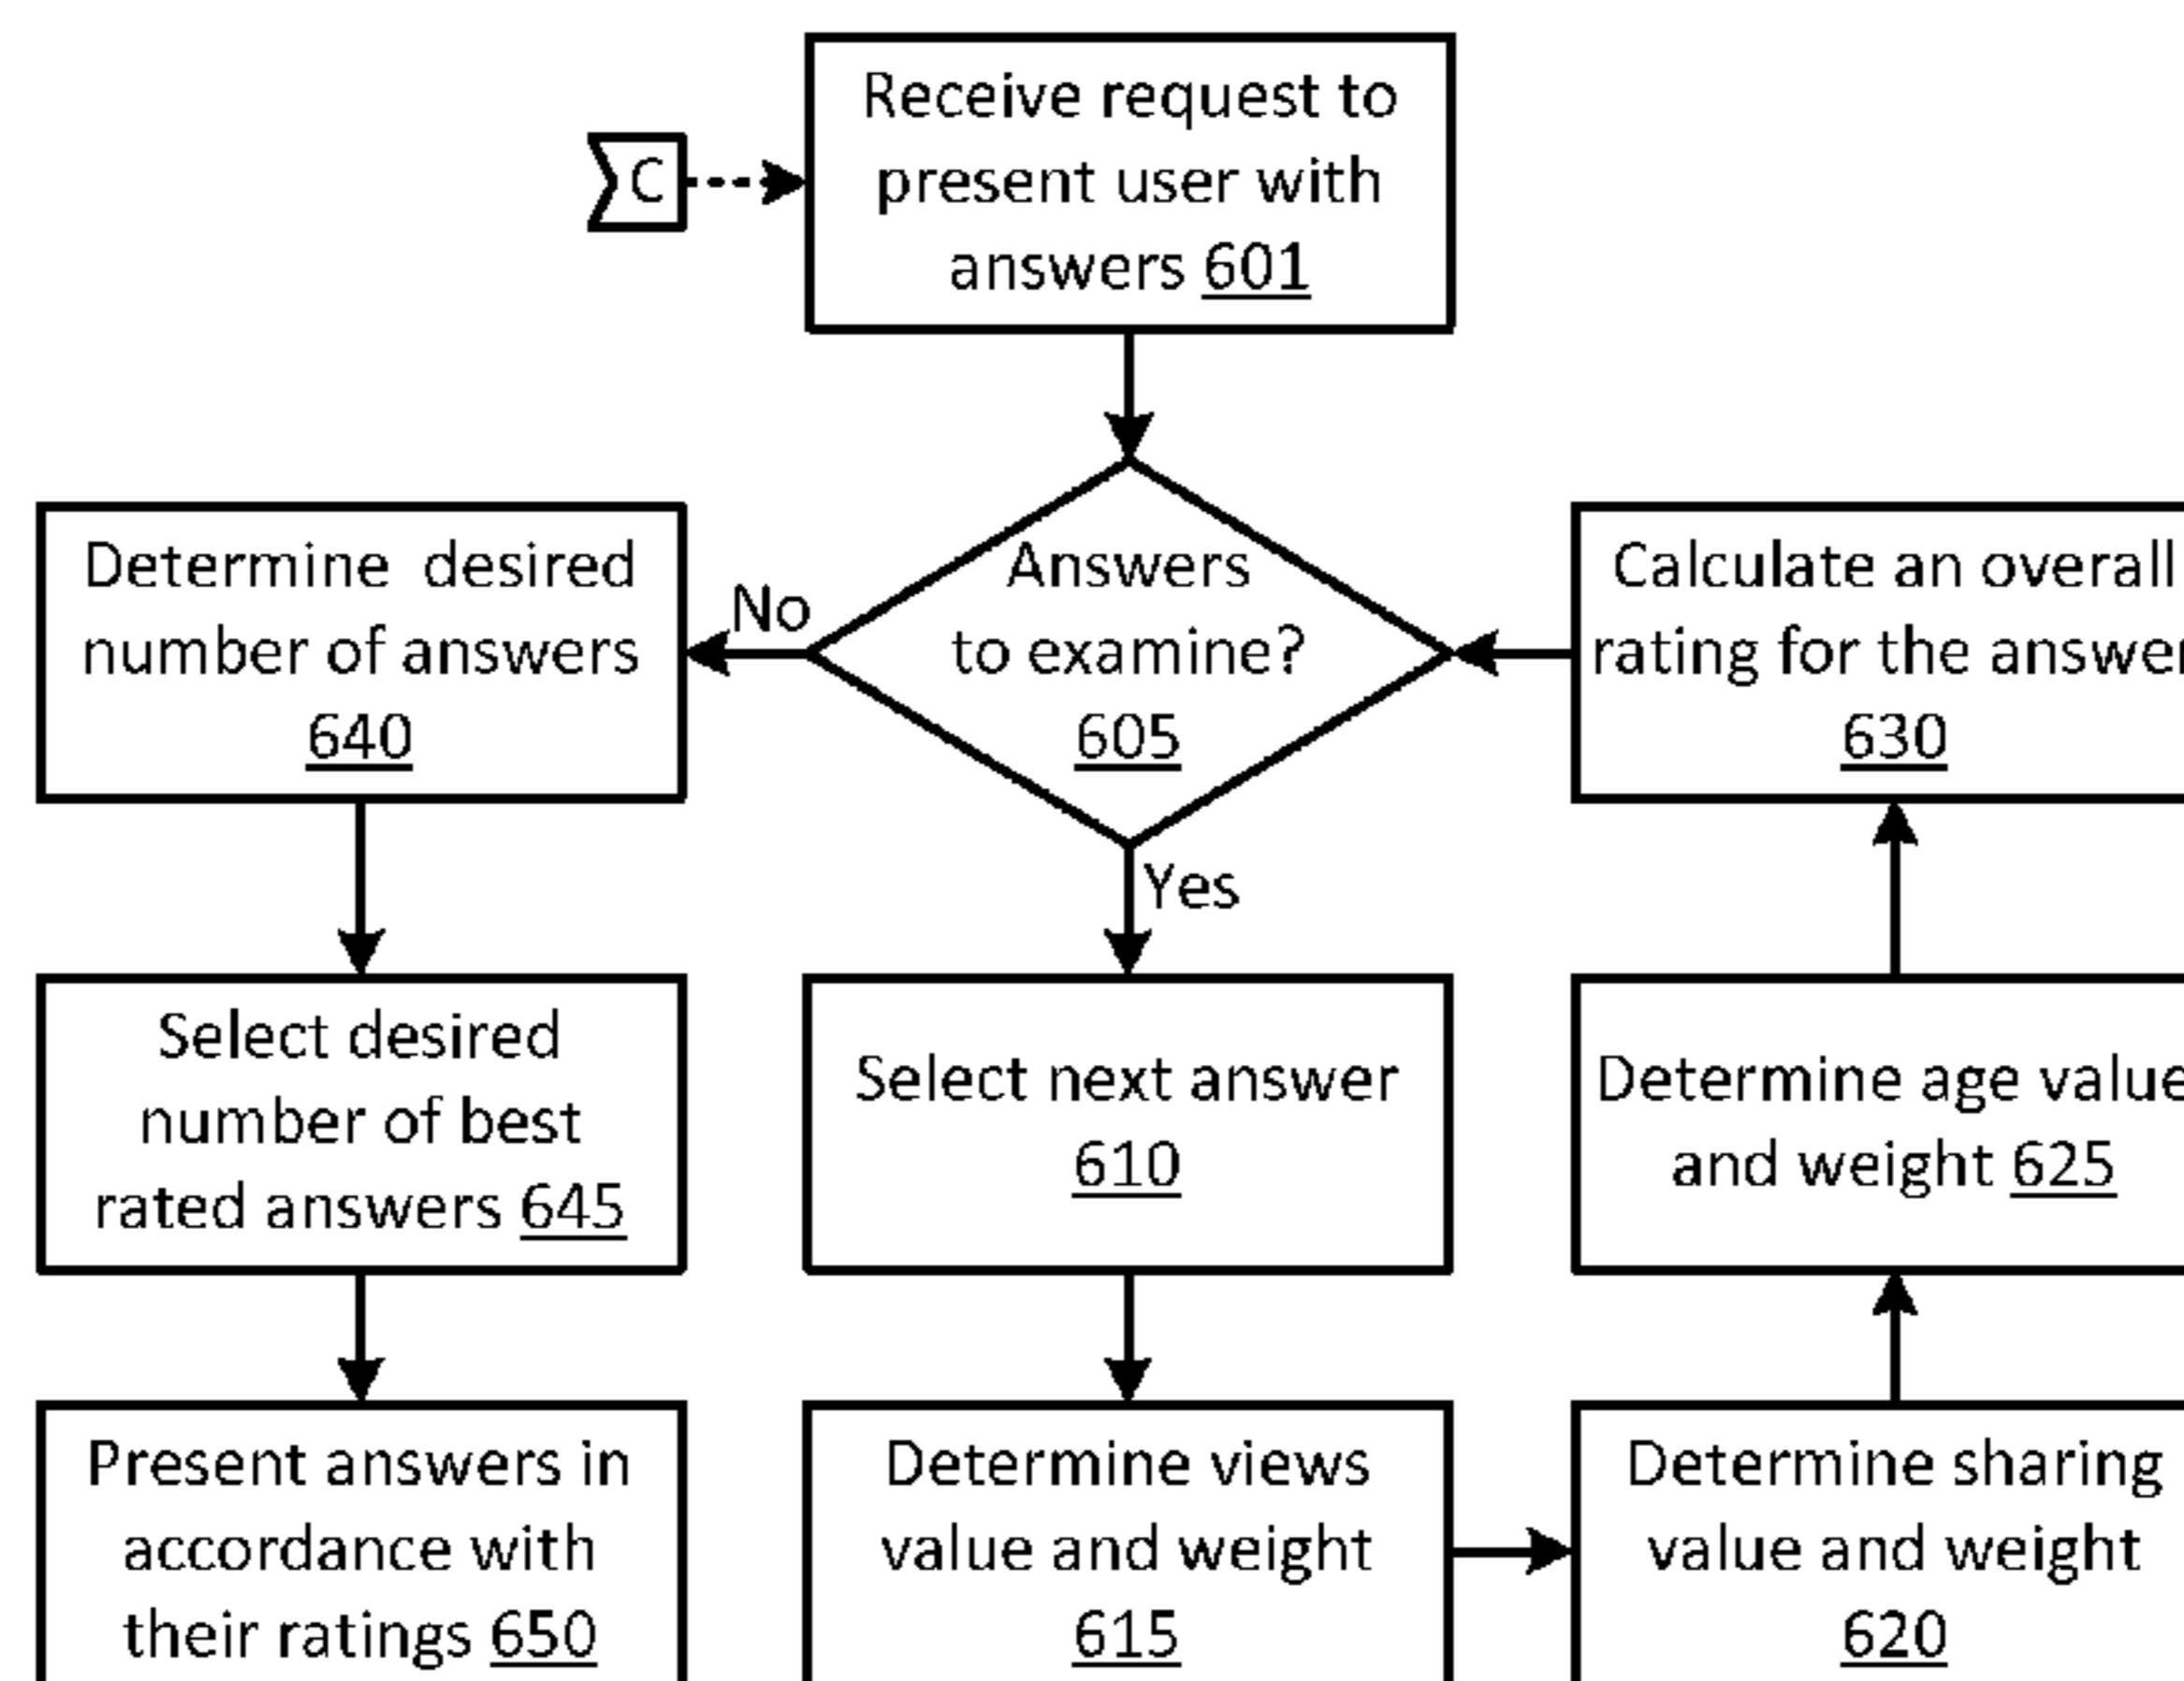 Receive request to
present user with
answers 601
C
Determine desired
number of answers
640
No
Answers
to examine?
605
Calculate an overall
rating for the answer
630
Yes
Select desired
number of best
rated answers 645
Select next answer
610
Determine age value
and weight 625
Present answers in
accordance with
their ratings 650
Determine views
value and weight
615
Determine sharing
value and weight
620